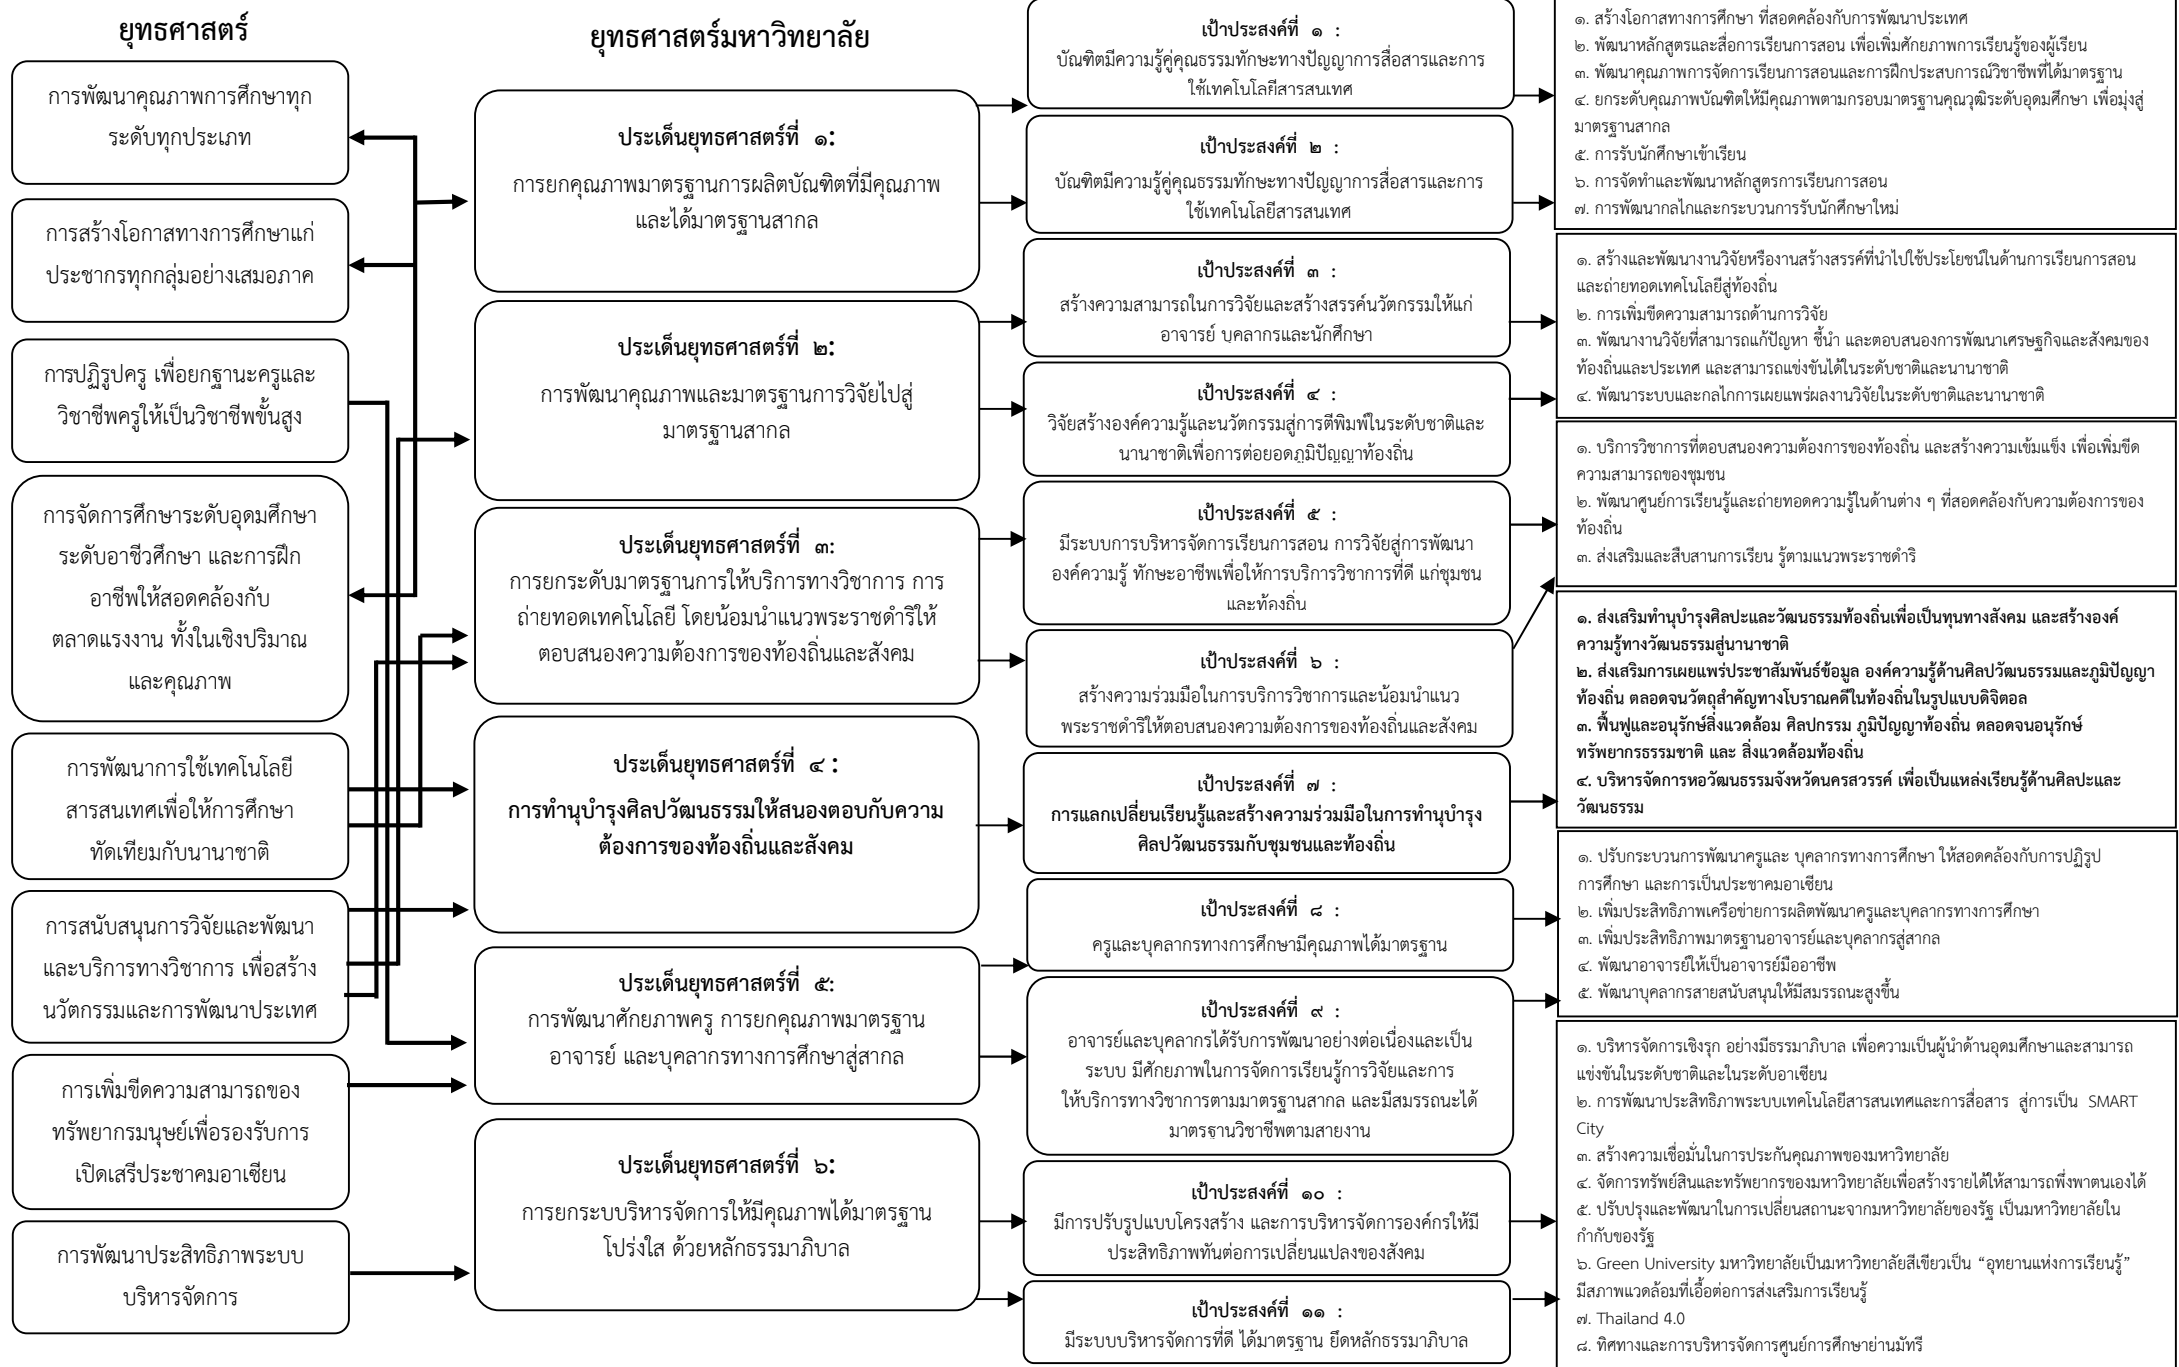 ยุทธศาสตร์
การพัฒนาคุณภาพการศึกษาทุก
ระดับทุกประเภท
การสร้างโอกาสทางการศึกษาแก่
ประชากรทุกกลุ่มอย่างเสมอภาค
การปฏิรูปครู เพื่อยกฐานะครูและ
วิชาชีพครูให้เป็นวิชาชีพชั้นสูง
การจัดการศึกษาระดับอุดมศึกษา
ระดับอาชีวศึกษา และการฝึก
อาชีพให้สอดคล้องกับ
ตลาดแรงงาน ทั้งในเชิงปริมาณ
และคุณภาพ
การพัฒนาการใช้เทคโนโลยี
สารสนเทศเพื่อให้การศึกษา
ทัดเทียมกับนานาชาติ
การสนับสนุนการวิจัยและพัฒนา
และบริการทางวิชาการ เพื่อสร้าง
นวัตกรรมและการพัฒนาประเทศ
การเพิ่มขีดความสามารถของ
ทรัพยากรมนุษย์เพื่อรองรับการ
เปิดเสรีประชาคมอาเซียน
การพัฒนาประสิทธิภาพระบบ
บริหารจัดการ
ยุทธศาสตร์มหาวิทยาลัย
ประเด็นยุทธศาสตร์ที่ ๑:
การยกคุณภาพมาตรฐานการผลิตบัณฑิตที่มีคุณภาพ
และได้มาตรฐานสากล
ประเด็นยุทธศาสตร์ที่ ๒:
การพัฒนาคุณภาพและมาตรฐานการวิจัยไปสู่
มาตรฐานสากล
ประเด็นยุทธศาสตร์ที่ ๓:
การยกระดับมาตรฐานการให้บริการทางวิชาการ การ
ถ่ายทอดเทคโนโลยี โดยน้อมนำแนวพระราชดำริให้
ตอบสนองความต้องการของท้องถิ่นและสังคม
ประเด็นยุทธศาสตร์ที่ ๔ :
การทำนุบำรุงศิลปวัฒนธรรมให้สนองตอบกับความ
ต้องการของท้องถิ่นและสังคม
ประเด็นยุทธศาสตร์ที่ ๕:
การพัฒนาศักยภาพครู การยกคุณภาพมาตรฐาน
อาจารย์ และบุคลากรทางการศึกษาสู่สากล
ประเด็นยุทธศาสตร์ที่ ๖:
การยกระบบริหารจัดการให้มีคุณภาพได้มาตรฐาน
โปร่งใส ด้วยหลักธรรมาภิบาล
เป้าประสงค์ที่ ๑ :
บัณฑิตมีความรู้คู่คุณธรรมทักษะทางปัญญาการสื่อสารและการ
ใช้เทคโนโลยีสารสนเทศ
เป้าประสงค์ที่ ๒ :
บัณฑิตมีความรู้คู่คุณธรรมทักษะทางปัญญาการสื่อสารและการ
ใช้เทคโนโลยีสารสนเทศ
เป้าประสงค์ที่ ๓ :
สร้างความสามารถในการวิจัยและสร้างสรรค์นวัตกรรมให้แก่
อาจารย์ บุคลากรและนักศึกษา
เป้าประสงค์ที่ ๔ :
วิจัยสร้างองค์ความรู้และนวัตกรรมสู่การตีพิมพ์ในระดับชาติและ
นานาชาติเพื่อการต่อยอดภูมิปัญญาท้องถิ่น
เป้าประสงค์ที่ ๕ :
มีระบบการบริหารจัดการเรียนการสอน การวิจัยสู่การพัฒนา
องค์ความรู้ ทักษะอาชีพเพื่อให้การบริการวิชาการที่ดี แก่ชุมชน
และท้องถิ่น
เป้าประสงค์ที่ ๖ :
สร้างความร่วมมือในการบริการวิชาการและน้อมนำแนว
พระราชดำริให้ตอบสนองความต้องการของท้องถิ่นและสังคม
เป้าประสงค์ที่ ๗ :
การแลกเปลี่ยนเรียนรู้และสร้างความร่วมมือในการทำนุบำรุง
ศิลปวัฒนธรรมกับชุมชนและท้องถิ่น
เป้าประสงค์ที่ ๘ :
ครูและบุคลากรทางการศึกษามีคุณภาพได้มาตรฐาน
เป้าประสงค์ที่ ๙ :
อาจารย์และบุคลากรได้รับการพัฒนาอย่างต่อเนื่องและเป็น
ระบบ มีศักยภาพในการจัดการเรียนรู้การวิจัยและการ
ให้บริการทางวิชาการตามมาตรฐานสากล และมีสมรรถนะได้
มาตรฐานวิชาชีพตามสายงาน
เป้าประสงค์ที่ ๑๐ :
มีการปรับรูปแบบโครงสร้าง และการบริหารจัดการองค์กรให้มี
ประสิทธิภาพทันต่อการเปลี่ยนแปลงของสังคม
เป้าประสงค์ที่ ๑๑ :
มีระบบบริหารจัดการที่ดี ได้มาตรฐาน ยึดหลักธรรมาภิบาล
๑. สร้างโอกาสทางการศึกษา ที่สอดคล้องกับการพัฒนาประเทศ
๒. พัฒนาหลักสูตรและสื่อการเรียนการสอน เพื่อเพิ่มศักยภาพการเรียนรู้ของผู้เรียน
๓. พัฒนาคุณภาพการจัดการเรียนการสอนและการฝึกประสบการณ์วิชาชีพที่ได้มาตรฐาน
๔. ยกระดับคุณภาพบัณฑิตให้มีคุณภาพตามกรอบมาตรฐานคุณวุฒิระดับอุดมศึกษา เพื่อมุ่งสู่
มาตรฐานสากล
๕. การรับนักศึกษาเข้าเรียน
๖. การจัดทำและพัฒนาหลักสูตรการเรียนการสอน
๗. การพัฒนากลไกและกระบวนการรับนักศึกษาใหม่
๑. สร้างและพัฒนางานวิจัยหรืองานสร้างสรรค์ที่นำไปใช้ประโยชน์ในด้านการเรียนการสอน
และถ่ายทอดเทคโนโลยีสู่ท้องถิ่น
๒. การเพิ่มขีดความสามารถด้านการวิจัย
๓. พัฒนางานวิจัยที่สามารถแก้ปัญหา ชี้นำ และตอบสนองการพัฒนาเศรษฐกิจและสังคมของ
ท้องถิ่นและประเทศ และสามารถแข่งขันได้ในระดับชาติและนานาชาติ
๔. พัฒนาระบบและกลไกการเผยแพร่ผลงานวิจัยในระดับชาติและนานาชาติ
๑. บริการวิชาการที่ตอบสนองความต้องการของท้องถิ่น และสร้างความเข้มแข็ง เพื่อเพิ่มขีด
ความสามารถของชุมชน
๒. พัฒนาศูนย์การเรียนรู้และถ่ายทอดความรู้ในด้านต่าง ๆ ที่สอดคล้องกับความต้องการของ
ท้องถิ่น
๓. ส่งเสริมและสืบสานการเรียน รู้ตามแนวพระราชดำริ
๑. ส่งเสริมทำนุบำรุงศิลปะและวัฒนธรรมท้องถิ่นเพื่อเป็นทุนทางสังคม และสร้างองค์
ความรู้ทางวัฒนธรรมสู่นานาชาติ
๒. ส่งเสริมการเผยแพร่ประชาสัมพันธ์ข้อมูล องค์ความรู้ด้านศิลปวัฒนธรรมและภูมิปัญญา
ท้องถิ่น ตลอดจนวัตถุสำคัญทางโบราณคดีในท้องถิ่นในรูปแบบดิจิตอล
๓. ฟื้นฟูและอนุรักษ์สิ่งแวดล้อม ศิลปกรรม ภูมิปัญญาท้องถิ่น ตลอดจนอนุรักษ์
ทรัพยากรธรรมชาติ และ สิ่งแวดล้อมท้องถิ่น
๔. บริหารจัดการหอวัฒนธรรมจังหวัดนครสวรรค์ เพื่อเป็นแหล่งเรียนรู้ด้านศิลปะและ
วัฒนธรรม
๑. ปรับกระบวนการพัฒนาครูและ บุคลากรทางการศึกษา ให้สอดคล้องกับการปฏิรูป
การศึกษา และการเป็นประชาคมอาเซียน
๒. เพิ่มประสิทธิภาพเครือข่ายการผลิตพัฒนาครูและบุคลากรทางการศึกษา
๓. เพิ่มประสิทธิภาพมาตรฐานอาจารย์และบุคลากรสู่สากล
๔. พัฒนาอาจารย์ให้เป็นอาจารย์มืออาชีพ
๕. พัฒนาบุคลากรสายสนับสนุนให้มีสมรรถนะสูงขึ้น
๑. บริหารจัดการเชิงรุก อย่างมีธรรมาภิบาล เพื่อความเป็นผู้นำด้านอุดมศึกษาและสามารถ
แข่งขันในระดับชาติและในระดับอาเซียน
๒. การพัฒนาประสิทธิภาพระบบเทคโนโลยีสารสนเทศและการสื่อสาร สู่การเป็น SMART
City
๓. สร้างความเชื่อมั่นในการประกันคุณภาพของมหาวิทยาลัย
๔. จัดการทรัพย์สินและทรัพยากรของมหาวิทยาลัยเพื่อสร้างรายได้ให้สามารถพึ่งพาตนเองได้
๕. ปรับปรุงและพัฒนาในการเปลี่ยนสถานะจากมหาวิทยาลัยของรัฐ เป็นมหาวิทยาลัยใน
กำกับของรัฐ
๖. Green University มหาวิทยาลัยเป็นมหาวิทยาลัยสีเขียวเป็น “อุทยานแห่งการเรียนรู้”
มีสภาพแวดล้อมที่เอื้อต่อการส่งเสริมการเรียนรู้
๗. Thailand 4.0
๘. ทิศทางและการบริหารจัดการศูนย์การศึกษาย่านมัทรี